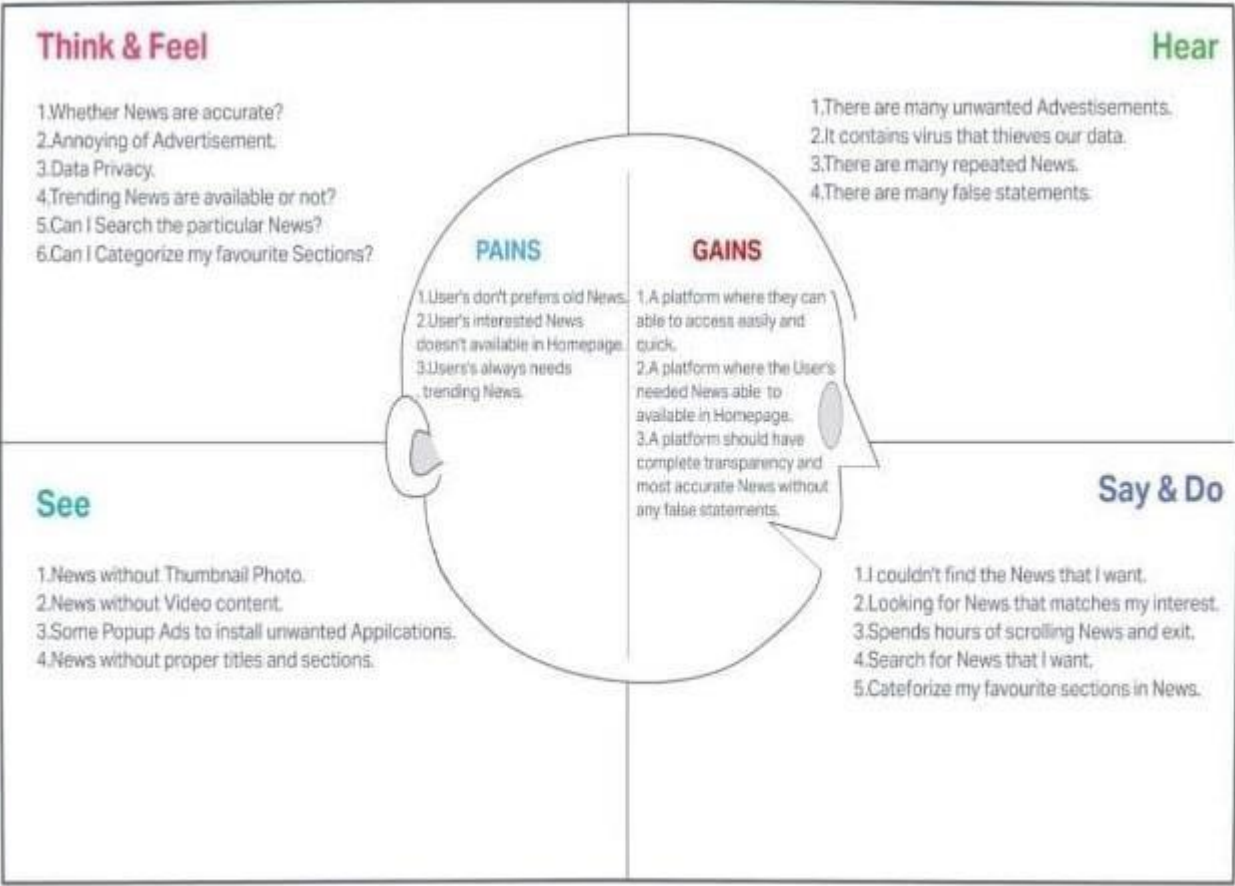 Think & Feel
1.Whether News are accurate?
2.Annoying of Advertisement.
3.Data Privacy.
4.Trending News are available or not?
5.Can I Search the particular News?
6.Can I Categorize my favourite Sections?
Hear
1.There are many unwanted Advestisements.
2.It contains virus that thieves our data.
3.There are many repeated News.
4.There are many false statements.
PAINS
1.User's don't prefers old News.
2.User's interested News
doesn't available in Homepage.
3.Users's always needs
trending News.
GAINS
1.A platform where they can
able to access easily and
quick.
2.A platform where the User's
needed News able to
available in Homepage.
3.A platform should have
complete transparency and
most accurate News without
any false statements.
See
1.News without Thumbnail Photo.
2.News without Video content.
3.Some Popup Ads to install unwanted Appilcations.
4.News without proper titles and sections.
Say & Do
1.I couldn't find the News that I want.
2.Looking for News that matches my interest.
3.Spends hours of scrolling News and exit.
4.Search for News that I want.
5.Cateforize my favourite sections in News.